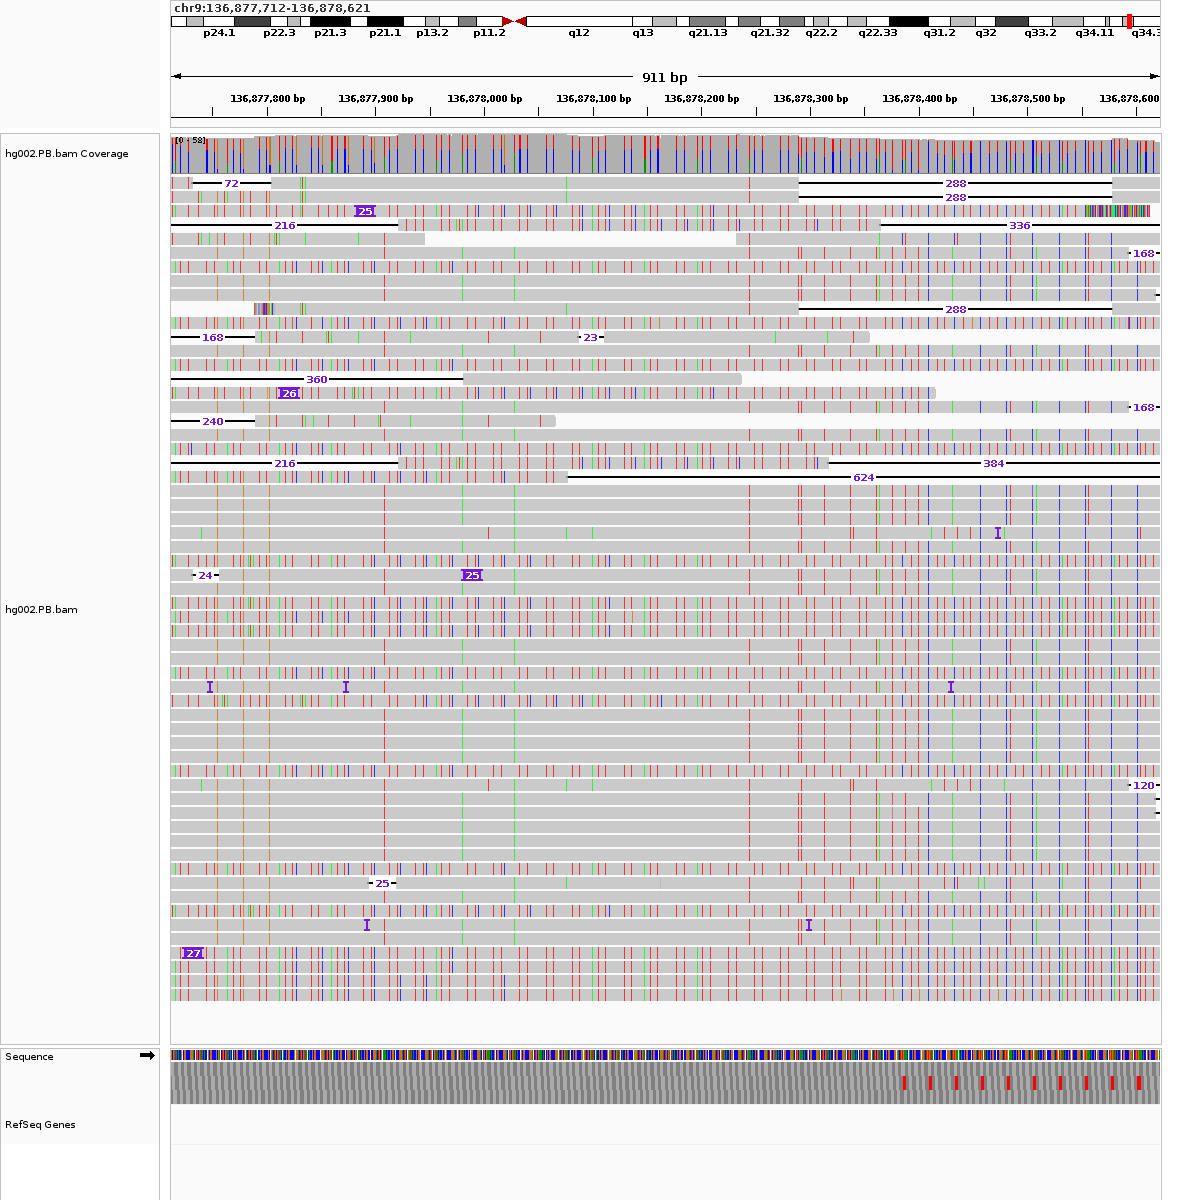 chr9:136,877,712-136,878,621
p24.1 p22.3 p21.3 p21.1 p13.2 p11.2 q12 q13 q21.13 q21.32 q22.2 q22.33 q31.2 q32 q33.2 q34.11 q34.3
911 bp
136,877,800 bp 136,877,900 bp 136,878,000 bp 136,878,100 bp 136,878,200 bp 136,878,300 bp 136,878,400 bp 136,878,500 bp 136,878,600
[0 - 58]
hg002.PB.bam Coverage
72 288
288
25
216 336
168
288
168 23
360
26
168
240
216 384
624
I
24 25
hg002.PB.bam
I I I
120
25
I I
27
Sequence
RefSeq Genes